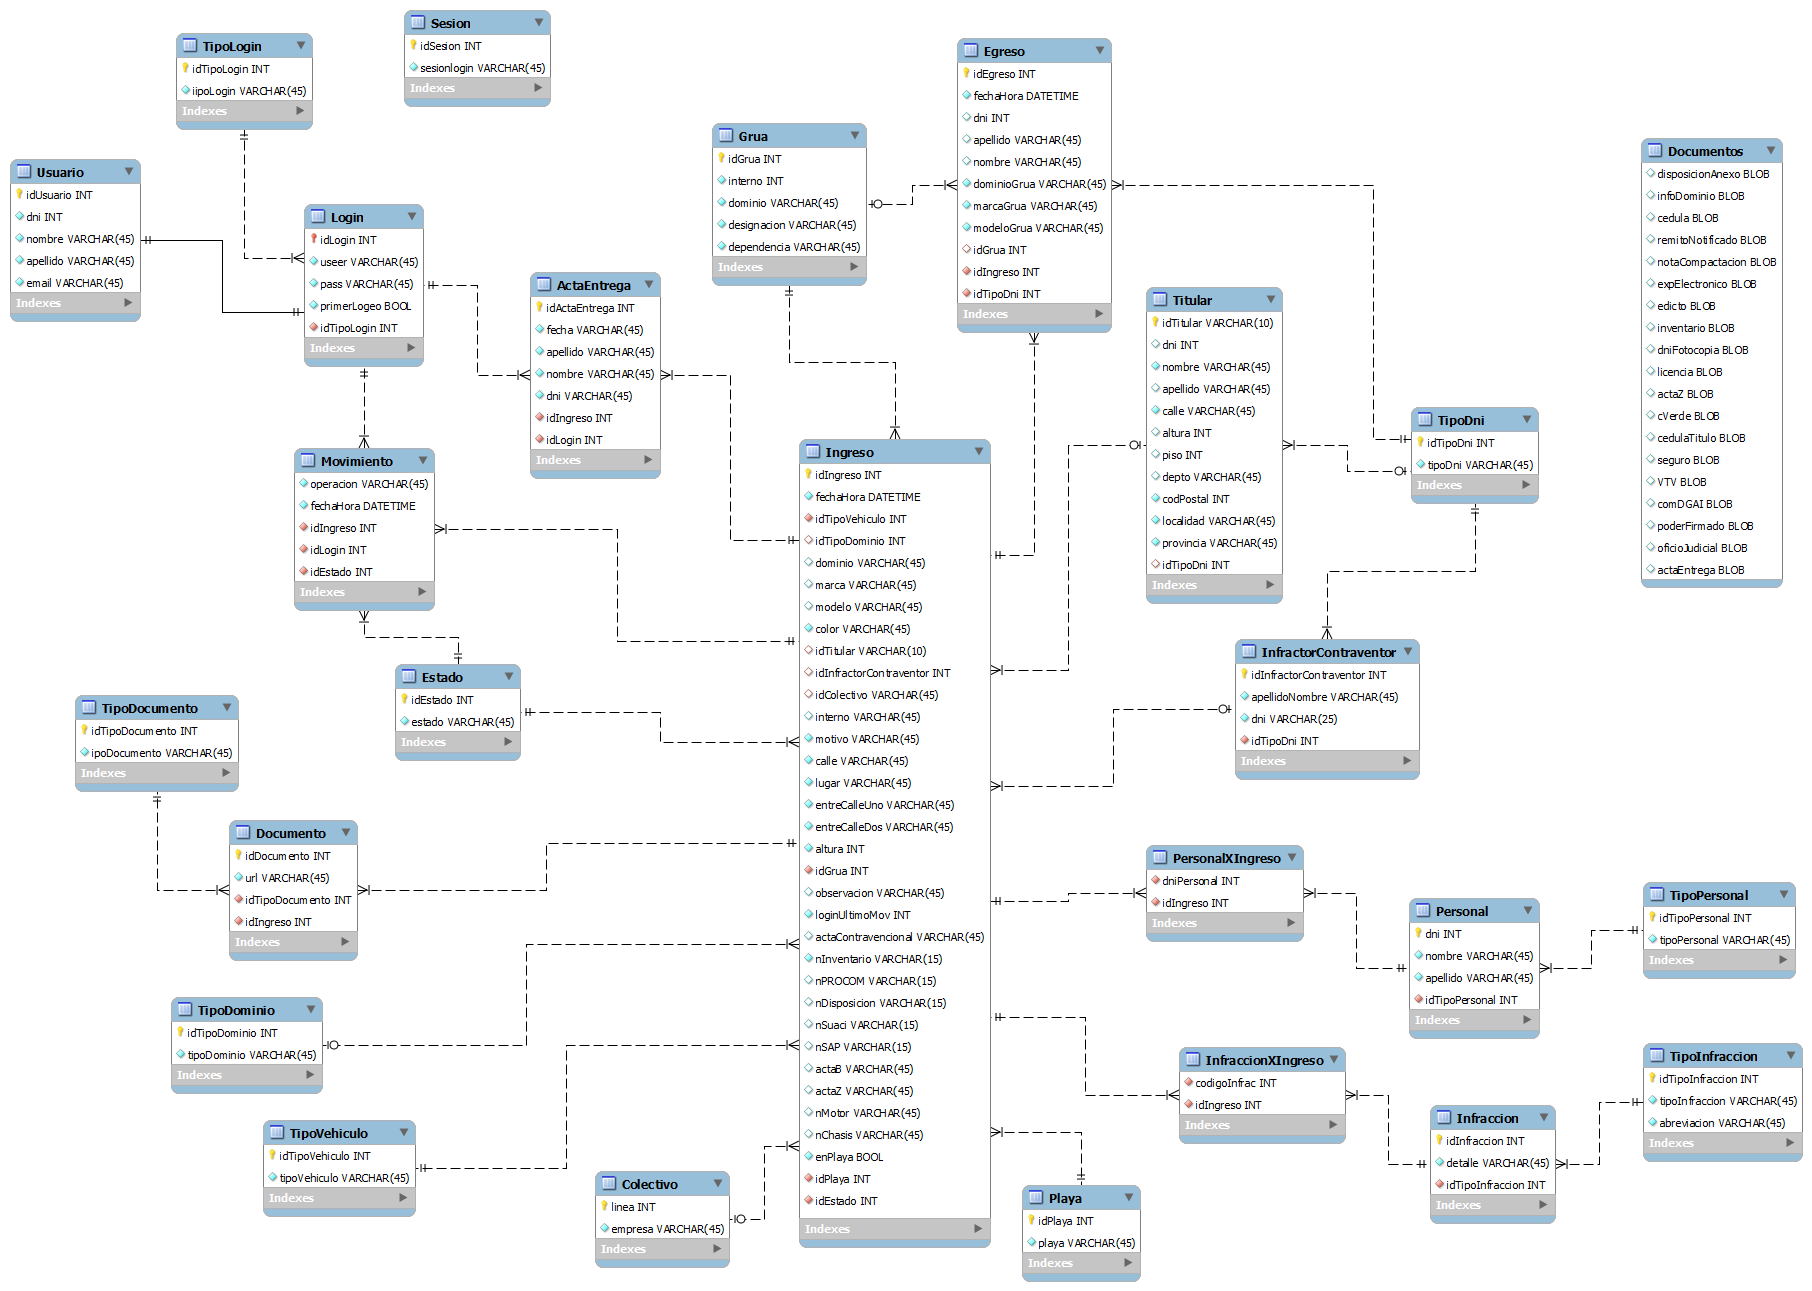 Sesion
idSesion INT
sesionlogin VARCHAR(45)
Indexes
TipoLogin
idTipoLogin INT
iipoLogin VARCHAR(45)
Indexes
Usuario
idUsuario INT
dni INT
nombre VARCHAR(45)
apellido VARCHAR(45)
email VARCHAR(45)
Indexes
Login
idLogin INT
useer VARCHAR(45)
pass VARCHAR(45)
primerLogeo BOOL
idTipoLogin INT
Indexes
ActaEntrega
idActaEntrega INT
fecha VARCHAR(45)
apellido VARCHAR(45)
nombre VARCHAR(45)
dni VARCHAR(45)
idIngreso INT
idLogin INT
Indexes
Grua
idGrua INT
interno INT
dominio VARCHAR(45)
designacion VARCHAR(45)
dependencia VARCHAR(45)
Indexes
Egreso
idEgreso INT
fechaHora DATETIME
dni INT
apellido VARCHAR(45)
nombre VARCHAR(45)
dominioGrua VARCHAR(45)
marcaGrua VARCHAR(45)
modeloGrua VARCHAR(45)
idGrua INT
idIngreso INT
idTipoDni INT
Indexes
Documentos
disposicionAnexo BLOB
infoDominio BLOB
cedula BLOB
remitoNotificado BLOB
notaCompactacion BLOB
expElectronico BLOB
edicto BLOB
inventario BLOB
dniFotocopia BLOB
licencia BLOB
actaZ BLOB
cVerde BLOB
cedulaTitulo BLOB
seguro BLOB
VTV BLOB
comDGAI BLOB
poderFirmado BLOB
oficioJudicial BLOB
actaEntrega BLOB
Titular
idTitular VARCHAR(10)
dni INT
nombre VARCHAR(45)
apellido VARCHAR(45)
calle VARCHAR(45)
altura INT
piso INT
depto VARCHAR(45)
codPostal INT
localidad VARCHAR(45)
provincia VARCHAR(45)
idTipoDni INT
Indexes
TipoDni
idTipoDni INT
tipoDni VARCHAR(45)
Indexes
Movimiento
operacion VARCHAR(45)
fechaHora DATETIME
idIngreso INT
idLogin INT
idEstado INT
Indexes
Ingreso
idIngreso INT
fechaHora DATETIME
idTipoVehiculo INT
idTipoDominio INT
dominio VARCHAR(45)
marca VARCHAR(45)
modelo VARCHAR(45)
color VARCHAR(45)
idTitular VARCHAR(10)
idInfractorContraventor INT
idColectivo VARCHAR(45)
interno VARCHAR(45)
motivo VARCHAR(45)
calle VARCHAR(45)
lugar VARCHAR(45)
entreCalleUno VARCHAR(45)
entreCalleDos VARCHAR(45)
altura INT
idGrua INT
observacion VARCHAR(45)
loginUltimoMov INT
actaContravencional VARCHAR(45)
nInventario VARCHAR(15)
nPROCOM VARCHAR(15)
nDisposicion VARCHAR(15)
nSuaci VARCHAR(15)
nSAP VARCHAR(15)
actaB VARCHAR(45)
actaZ VARCHAR(45)
nMotor VARCHAR(45)
nChasis VARCHAR(45)
enPlaya BOOL
idPlaya INT
idEstado INT
Indexes
InfractorContraventor
idInfractorContraventor INT
apellidoNombre VARCHAR(45)
dni VARCHAR(25)
idTipoDni INT
Indexes
Estado
idEstado INT
estado VARCHAR(45)
Indexes
TipoDocumento
idTipoDocumento INT
ipoDocumento VARCHAR(45)
Indexes
Documento
idDocumento INT
url VARCHAR(45)
idTipoDocumento INT
idIngreso INT
Indexes
PersonalXIngreso
dniPersonal INT
idIngreso INT
Indexes
Personal
dni INT
nombre VARCHAR(45)
apellido VARCHAR(45)
idTipoPersonal INT
Indexes
TipoPersonal
idTipoPersonal INT
tipoPersonal VARCHAR(45)
Indexes
TipoDominio
idTipoDominio INT
tipoDominio VARCHAR(45)
Indexes
InfraccionXIngreso
codigoInfrac INT
idIngreso INT
Indexes
TipoInfraccion
idTipoInfraccion INT
tipoInfraccion VARCHAR(45)
abreviacion VARCHAR(45)
Indexes
Infraccion
idInfraccion INT
detalle VARCHAR(45)
idTipoInfraccion INT
Indexes
TipoVehiculo
idTipoVehiculo INT
tipoVehiculo VARCHAR(45)
Indexes
Colectivo
linea INT
empresa VARCHAR(45)
Indexes
Playa
idPlaya INT
playa VARCHAR(45)
Indexes